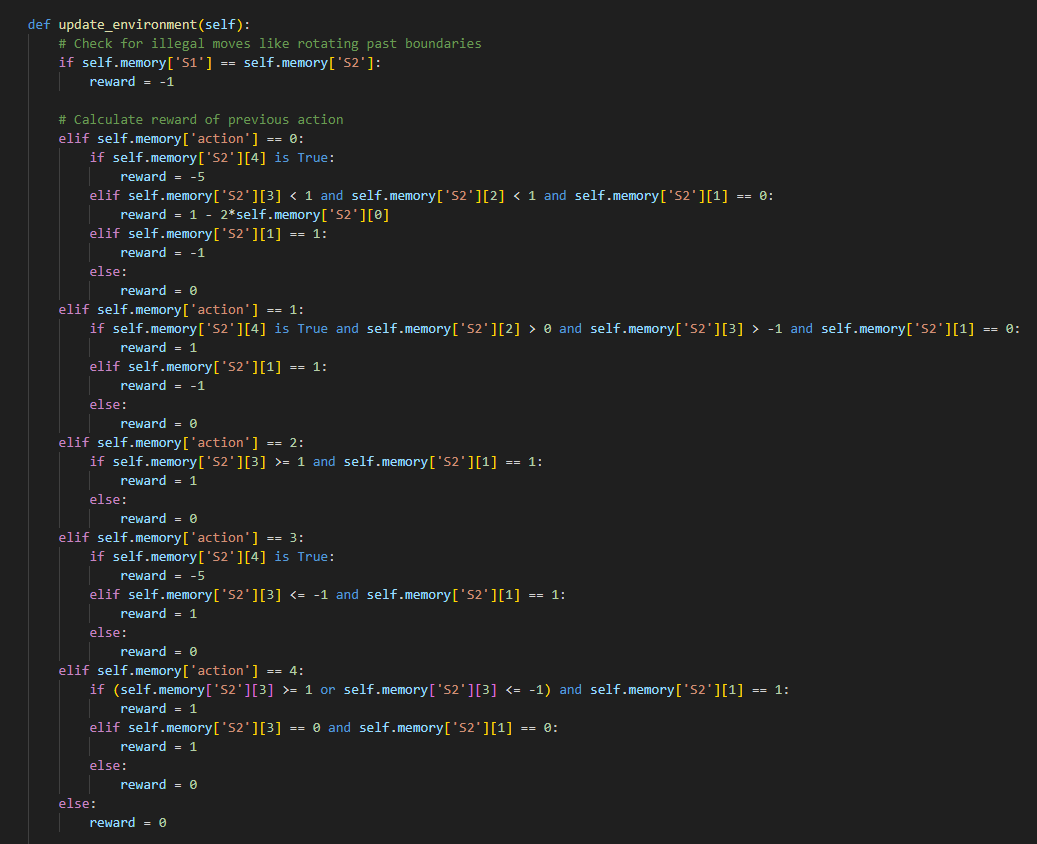 def update_environment(self):
    # Check for illegal moves like rotating past boundaries
    if self.memory['S1'] == self.memory['S2']:
        reward = -1

    # Calculate reward of previous action
    elif self.memory['action'] == 0:
        if self.memory['S2'][4] is True:
            reward = -5
        elif self.memory['S2'][3] < 1 and self.memory['S2'][2] < 1 and self.memory['S2'][1] == 0:
            reward = 1 - 2*self.memory['S2'][0]
        elif self.memory['S2'][1] == 1:
            reward = -1
        else:
            reward = 0
    elif self.memory['action'] == 1:
        if self.memory['S2'][4] is True and self.memory['S2'][2] > 0 and self.memory['S2'][3] > -1 and self.memory['S2'][1] == 0:
            reward = 1
        elif self.memory['S2'][1] == 1:
            reward = -1
        else:
            reward = 0
    elif self.memory['action'] == 2:
        if self.memory['S2'][3] >= 1 and self.memory['S2'][1] == 1:
            reward = 1
        else:
            reward = 0
    elif self.memory['action'] == 3:
        if self.memory['S2'][4] is True:
            reward = -5
        elif self.memory['S2'][3] <= -1 and self.memory['S2'][1] == 1:
            reward = 1
        else:
            reward = 0
    elif self.memory['action'] == 4:
        if (self.memory['S2'][3] >= 1 or self.memory['S2'][3] <= -1) and self.memory['S2'][1] == 1:
            reward = 1
        elif self.memory['S2'][3] == 0 and self.memory['S2'][1] == 0:
            reward = 1
        else:
            reward = 0
    else:
        reward = 0